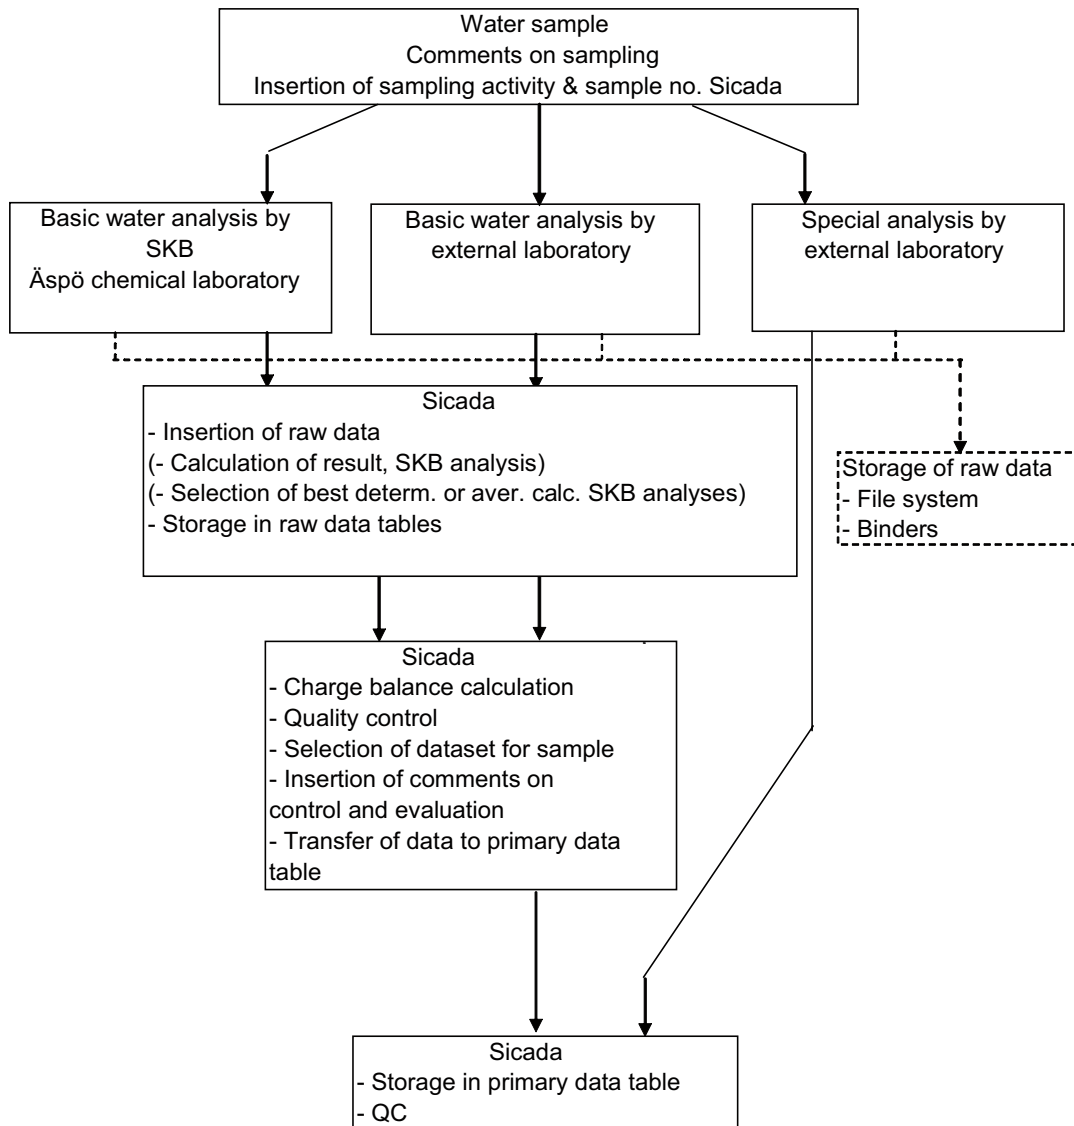 Water sample
Comments on sampling
Insertion of sampling activity & sample no. Sicada
Basic water analysis by
SKB
Äspö chemical laboratory
Basic water analysis by
external laboratory
Special analysis by
external laboratory
Sicada
- Insertion of raw data
(- Calculation of result, SKB analysis)
(- Selection of best determ. or aver. calc. SKB analyses)
- Storage in raw data tables
Storage of raw data
- File system
- Binders
Sicada
- Charge balance calculation
- Quality control
- Selection of dataset for sample
- Insertion of comments on
control and evaluation
- Transfer of data to primary data
table
Sicada
- Storage in primary data table
- QC